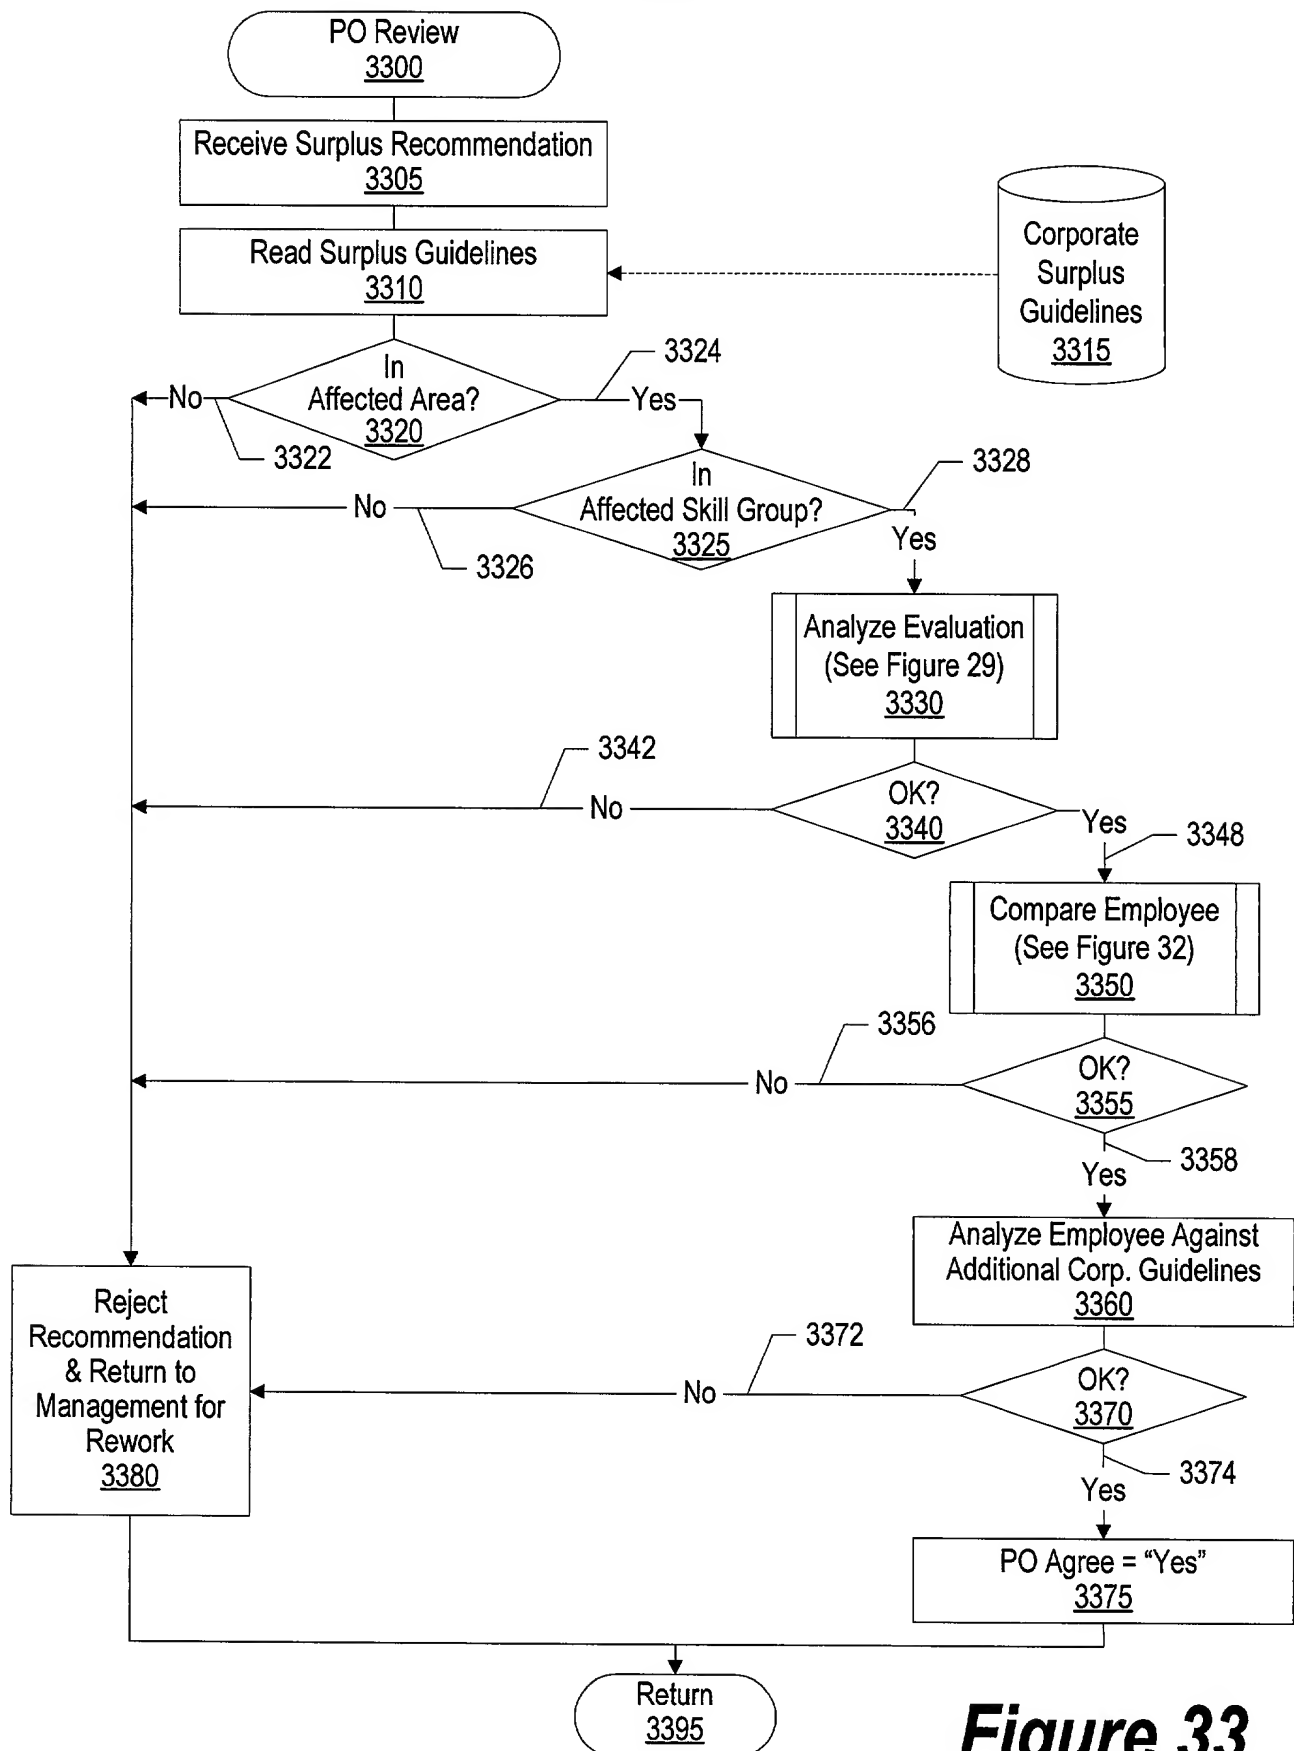 PO Review
3300
Receive Surplus Recommendation
3305
Read Surplus Guidelines
3310
Corporate
Surplus
Guidelines
3315
In
Affected Area?
3320
No
3322
3324
Yes
In
Affected Skill Group?
3325
No
3326
3328
Yes
Analyze Evaluation
(See Figure 29)
3330
OK?
3340
3342
No
Yes
3348
Compare Employee
(See Figure 32)
3350
OK?
3355
3356
No
3358
Yes
Analyze Employee Against
Additional Corp. Guidelines
3360
OK?
3370
3372
No
3374
Yes
Reject
Recommendation
& Return to
Management for
Rework
3380
PO Agree = “Yes”
3375
Return
3395
Figure 33